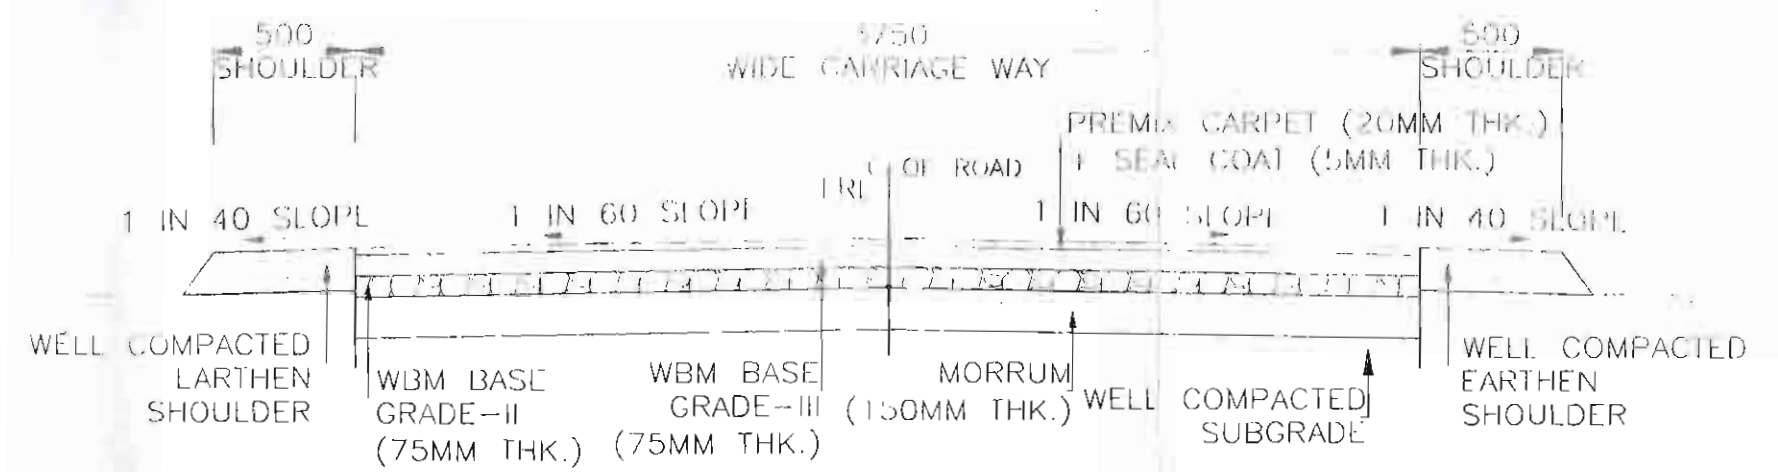 500
SHOULDER
3750
WIDE CARRIAGE WAY
500
SHOULDER
PREMIX CARPET (20MM THK.)
+ SEAL COAT (5MM THK.)
OF ROAD
1 IN 40 SLOPE
1 IN 60 SLOPE
1 IN 60 SLOPE
1 IN 40 SLOPE
WELL COMPACTED
EARTHEN
SHOULDER
WBM BASE
GRADE-II
(75MM THK.)
WBM BASE
GRADE-III
(75MM THK.)
MORRUM
(150MM THK.)
WELL COMPACTED
SUBGRADE
WELL COMPACTED
EARTHEN
SHOULDER